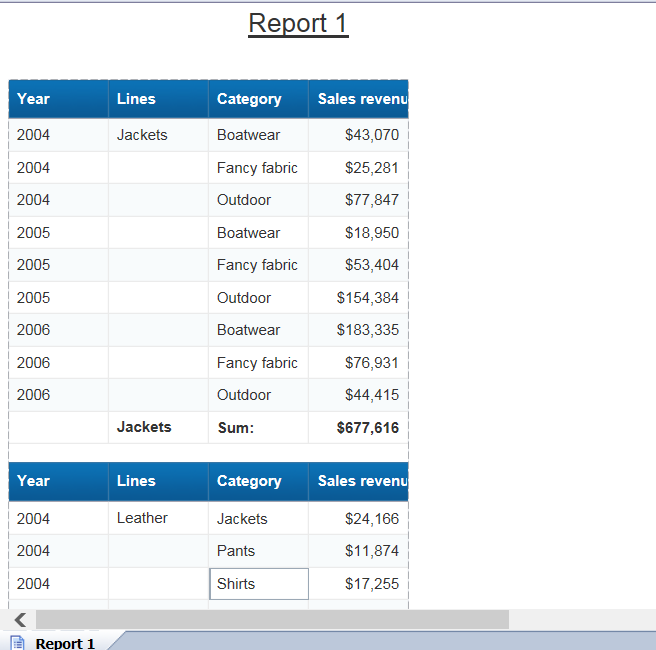 Report 1
Year Lines Category Sales revenu
2004 Jackets Boatwear $43,070
2004 Fancy fabric $25,281
2004 Outdoor $77,847
2005 Boatwear $18,950
2005 Fancy fabric $53,404
2005 Outdoor $154,384
2006 Boatwear $183,335
2006 Fancy fabric $76,931
2006 Outdoor $44,415
Jackets Sum: $677,616
Year Lines Category Sales revenu
2004 Leather Jackets $24,166
2004 Pants $11,874
2004 Shirts $17,255
Report 1